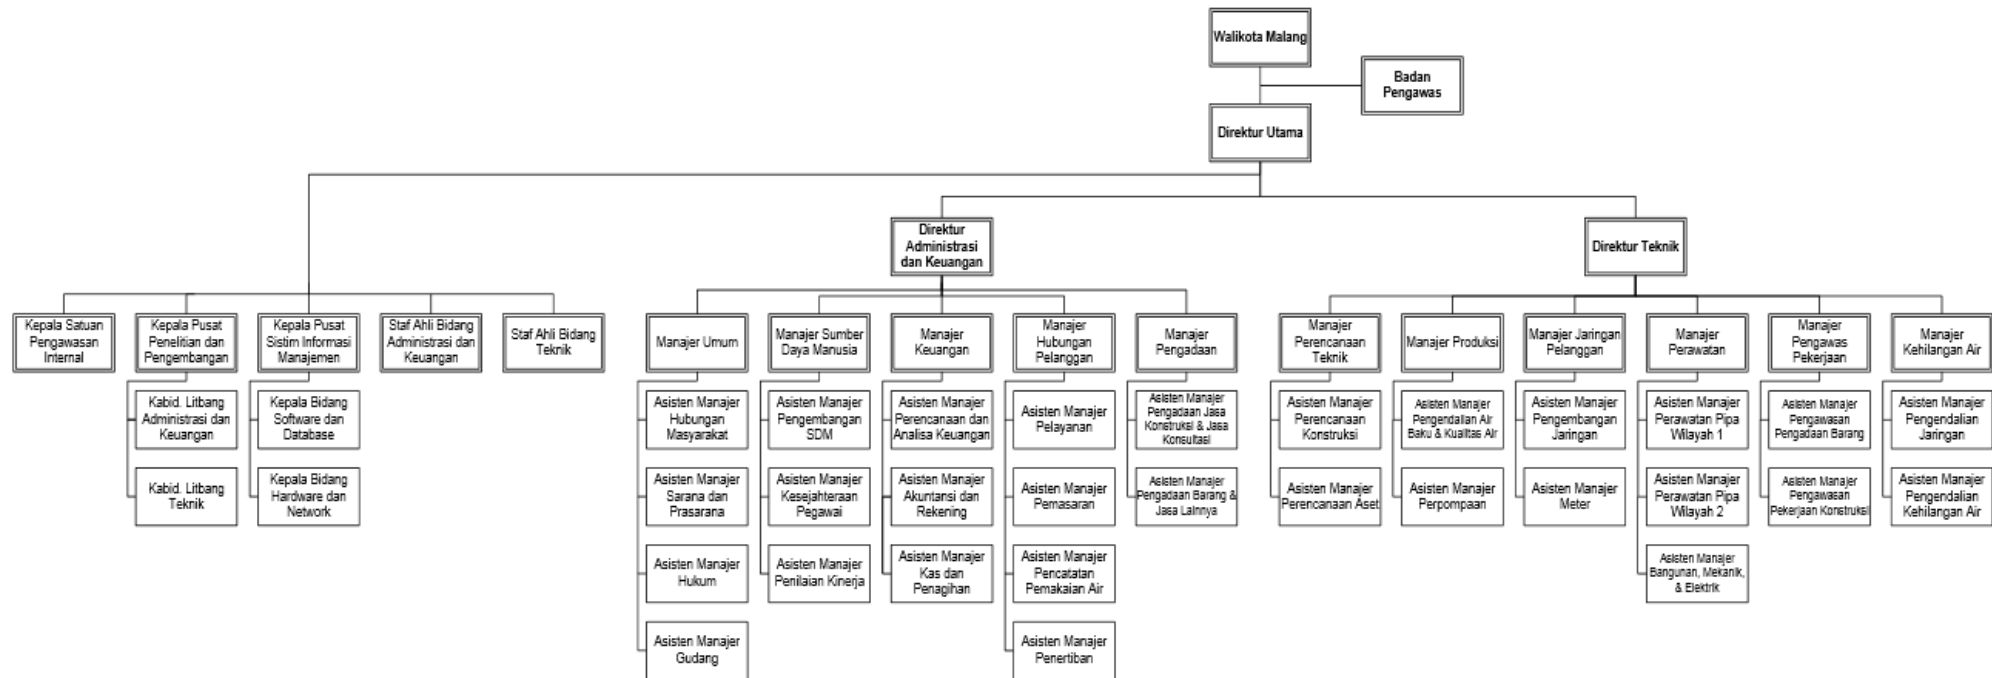 Walikota Malang
Badan
Pengawas
Direktur Utama
Direktur
Administrasi
dan Keuangan
Direktur Teknik
Kepala Satuan
Pengawasan
Internal
Kepala Pusat
Penelitian dan
Pengembangan
Kepala Pusat
Sistim Informasi
Manajemen
Staf Ahli Bidang
Administrasi dan
Keuangan
Staf Ahli Bidang
Teknik
Manajer Umum
Manajer Sumber
Daya Manusia
Manajer
Keuangan
Manajer
Hubungan
Pelanggan
Manajer
Pengadaan
Manajer
Perencanaan
Teknik
Manajer Produksi
Manajer Jaringan
Pelanggan
Manajer
Perawatan
Manajer
Pengawas
Pekerjaan
Manajer
Kehilangan Air
Kabid. Litbang
Administrasi dan
Keuangan
Kepala Bidang
Software dan
Database
Asisten Manajer
Hubungan
Masyarakat
Asisten Manajer
Pengembangan
SDM
Asisten Manajer
Perencanaan dan
Analisa Keuangan
Asisten Manajer
Pelayanan
Asisten Manajer
Pengadaan Jasa
Konstruksi & Jasa
Konsultasi
Asisten Manajer
Perencanaan
Konstruksi
Asisten Manajer
Pengendalian Air
Baku & Kualitas Air
Asisten Manajer
Pengembangan
Jaringan
Asisten Manajer
Perawatan Pipa
Wilayah 1
Asisten Manajer
Pengawasan
Pengadaan Barang
Asisten Manajer
Pengendalian
Jaringan
Kabid. Litbang
Teknik
Kepala Bidang
Hardware dan
Network
Asisten Manajer
Sarana dan
Prasarana
Asisten Manajer
Kesejahteraan
Pegawai
Asisten Manajer
Akuntansi dan
Rekening
Asisten Manajer
Pemasaran
Asisten Manajer
Pengadaan Barang &
Jasa Lainnya
Asisten Manajer
Perencanaan Aset
Asisten Manajer
Perpompaan
Asisten Manajer
Meter
Asisten Manajer
Perawatan Pipa
Wilayah 2
Asisten Manajer
Pengawasan
Pekerjaan Konstruksi
Asisten Manajer
Pengendalian
Kehilangan Air
Asisten Manajer
Hukum
Asisten Manajer
Penilaian Kinerja
Asisten Manajer
Kas dan
Penagihan
Asisten Manajer
Pencatatan
Pemakaian Air
Asisten Manajer
Bangunan, Mekanik,
& Elektrik
Asisten Manajer
Gudang
Asisten Manajer
Penertiban